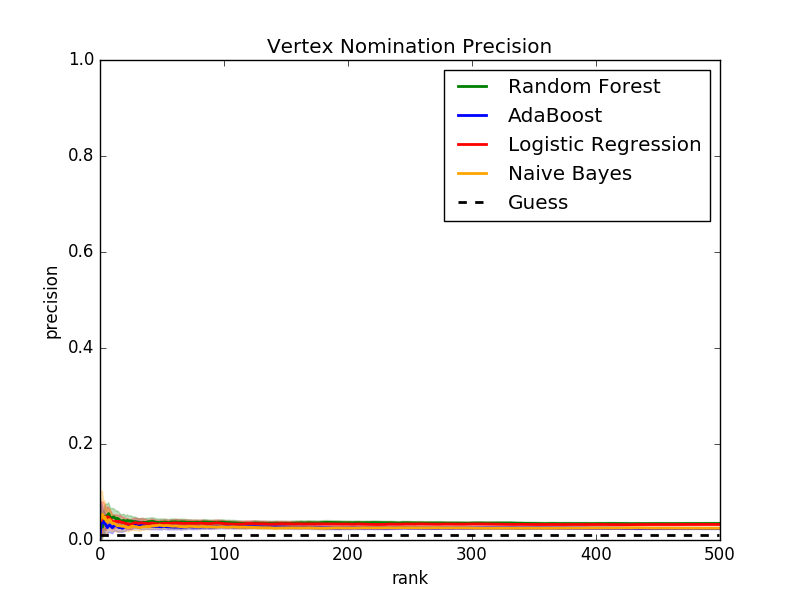 Vertex Nomination Precision
1.0
0.8
0.6
0.4
0.2
0.0
precision
Random Forest
AdaBoost
Logistic Regression
Naive Bayes
Guess
0 100 200 300 400 500
rank